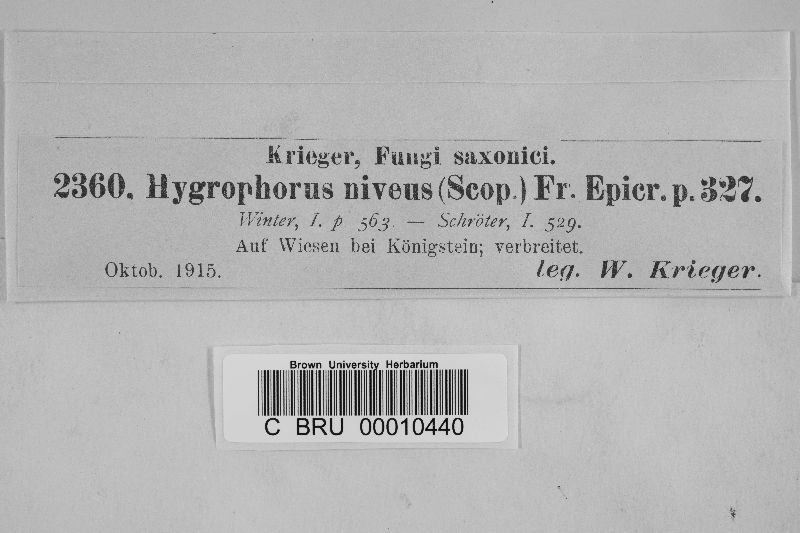 Krieger, Fungi saxonici.
2360. Hygrophorus niveus (Scop.) Fr. Epicr. p. 327.
Winter, I. p 563. — Schröter, I. 529.
Auf Wiesen bei Königstein; verbreitet.
Oktob. 1915. leg. W. Krieger.
Brown University Herbarium
C BRU 00010440